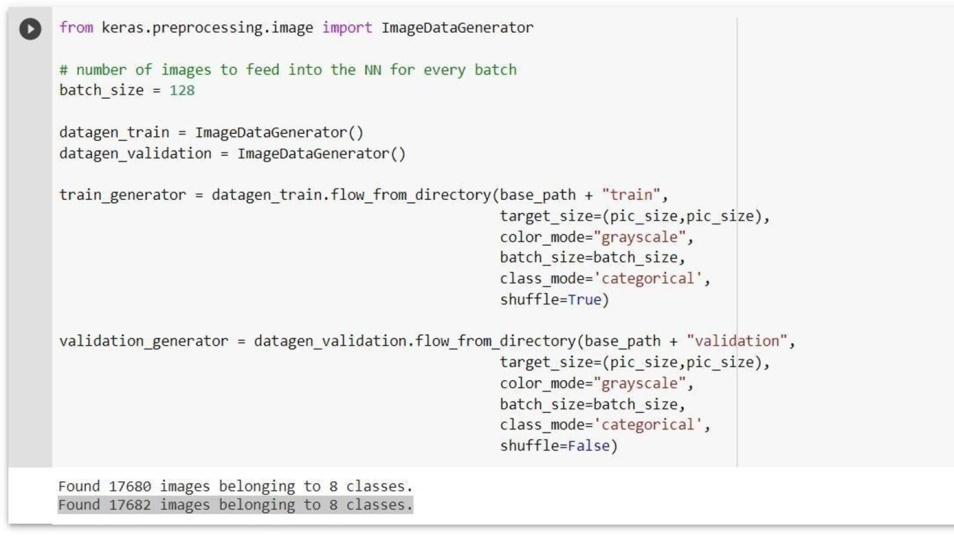 from keras.preprocessing.image import ImageDataGenerator
# number of images to feed into the NN for every batch
batch_size = 128
datagen_train = ImageDataGenerator()
datagen_validation = ImageDataGenerator()
train_generator = datagen_train.flow_from_directory(base_path + "train",
target_size=(pic_size,pic_size),
color_mode="grayscale",
batch_size=batch_size,
class_mode='categorical',
shuffle=True)
validation_generator = datagen_validation.flow_from_directory(base_path + "validation",
target_size=(pic_size,pic_size),
color_mode="grayscale",
batch_size=batch_size,
class_mode='categorical',
shuffle=False)
Found 17680 images belonging to 8 classes.
Found 17682 images belonging to 8 classes.